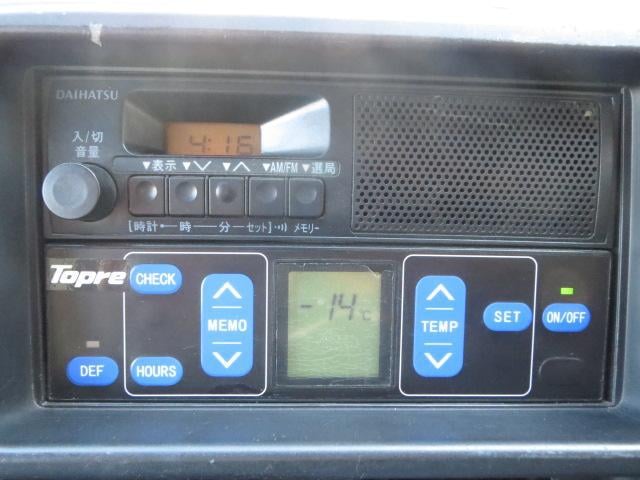 DAIHATSU
入/切
音量
4:16
▼表示 ▼﹀ ▼︿ ▼AM/FM ▼選局
[時計•─時─分─セット] メモリー
Topre CHECK
MEMO
DEF HOURS
-14℃
TEMP
SET
ON/OFF